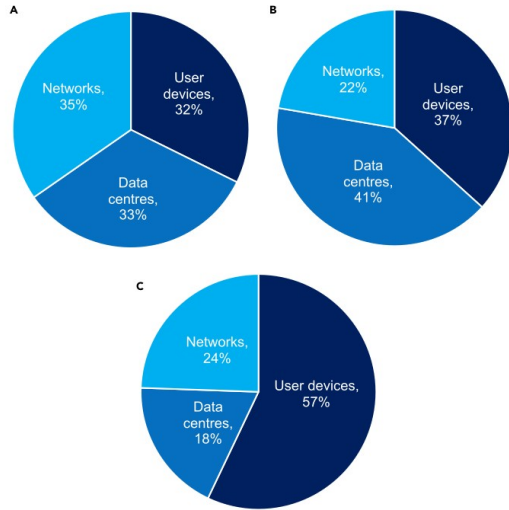 A
Networks,
35%
User
devices,
32%
Data
centres,
33%
B
Networks,
22%
User
devices,
37%
Data
centres,
41%
C
Networks,
24%
User devices,
57%
Data
centres,
18%